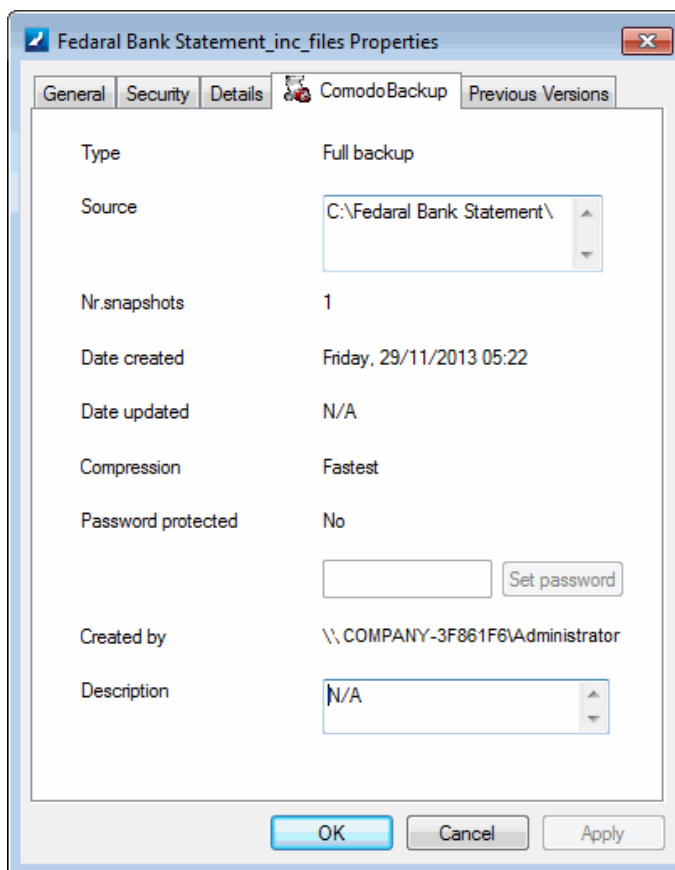 Fedaral Bank Statement_inc_files Properties
General Security Details ComodoBackup Previous Versions
Type Full backup
Source C:\Fedaral Bank Statement\
Nr.snapshots 1
Date created Friday, 29/11/2013 05:22
Date updated N/A
Compression Fastest
Password protected No
Set password
Created by \\COMPANY-3F861F6\Administrator
Description N/A
OK Cancel Apply